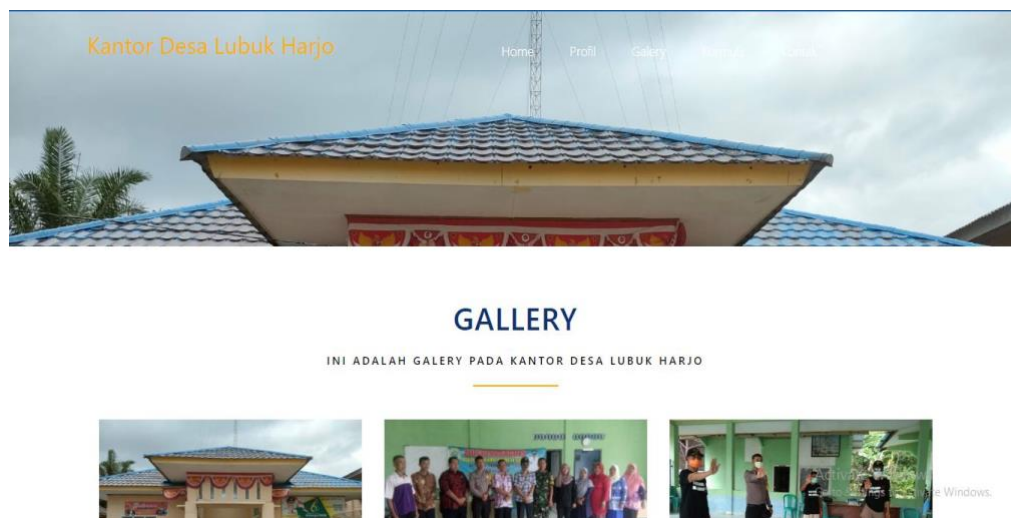 Kantor Desa Lubuk Harjo
Home Profil Galery
GALLERY
INI ADALAH GALERY PADA KANTOR DESA LUBUK HARJO